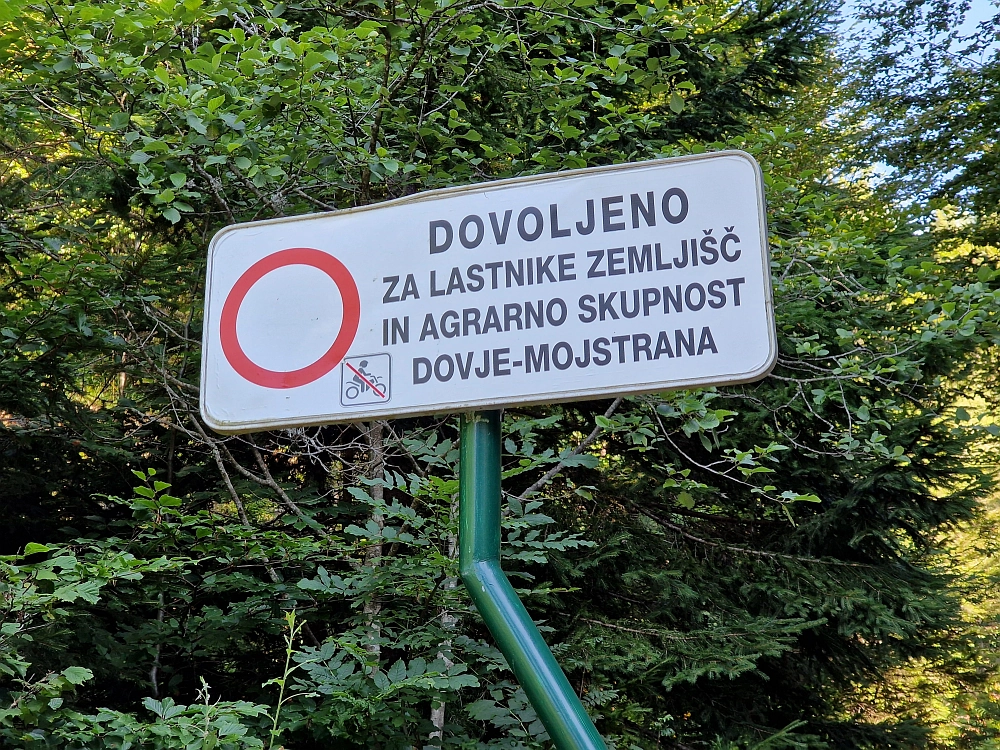 DOVOLJENO
ZA LASTNIKE ZEMLJIŠČ
IN AGRARNO SKUPNOST
DOVJE-MOJSTRANA